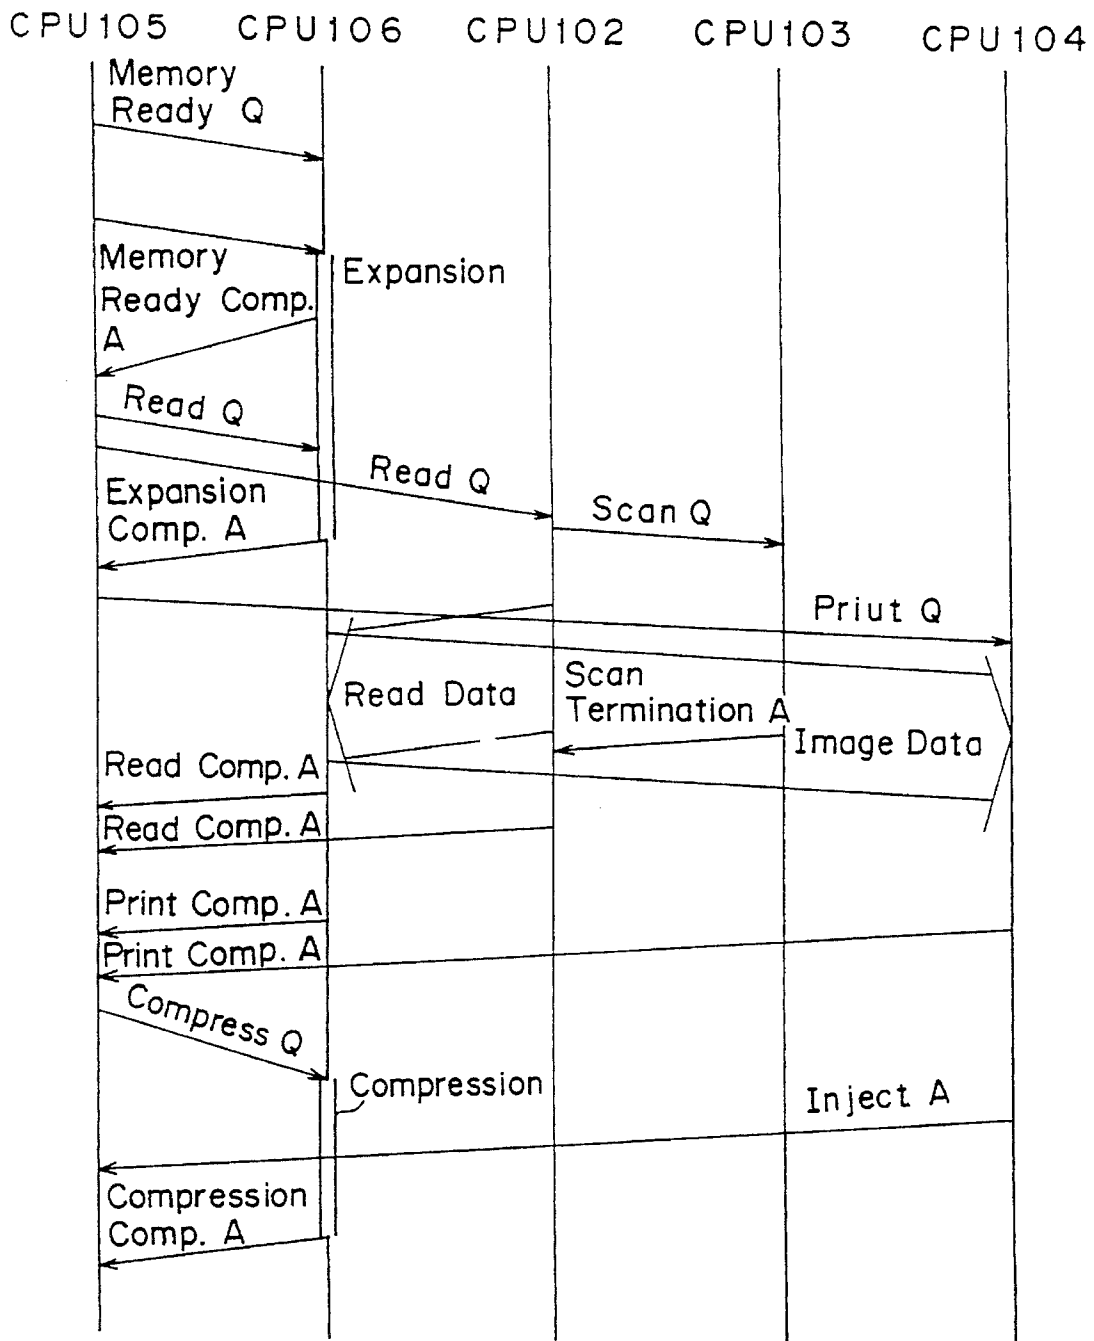 CPU105 CPU106 CPU102 CPU103 CPU104
Memory
Ready Q
Memory
Ready Comp.
A
Expansion
Read Q
Read Q
Expansion
Comp. A
Scan Q
Priut Q
Read Data
Scan
Termination A
Image Data
Read Comp. A
Read Comp. A
Print Comp. A
Print Comp. A
Compress Q
Compression
Inject A
Compression
Comp. A